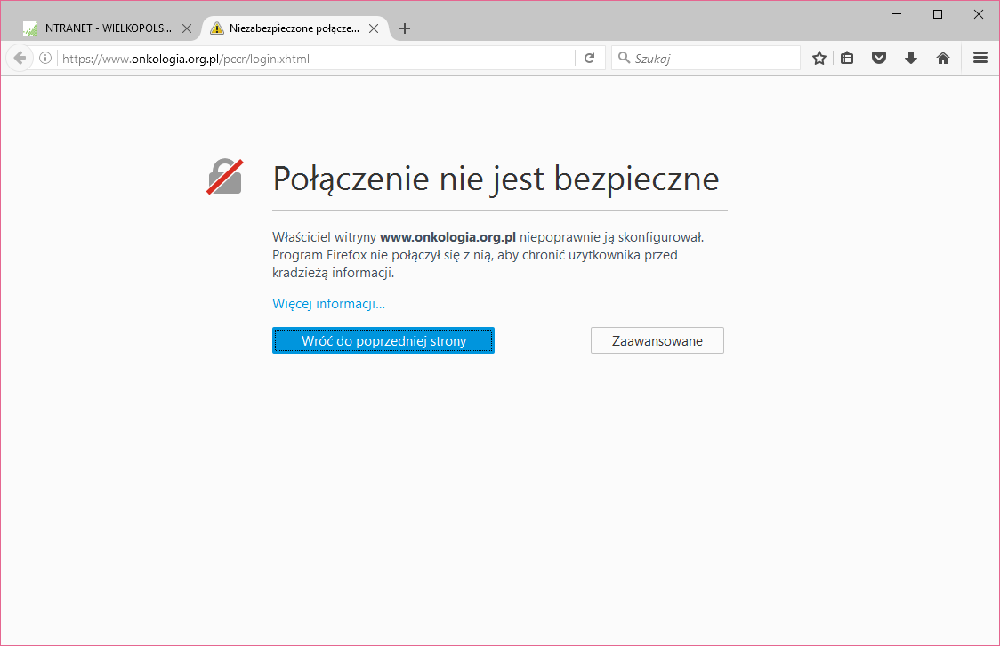 INTRANET - WIELKOPOLS...
Niezabezpieczone połącze...
https://www.onkologia.org.pl/pccr/login.xhtml
Szukaj
Połączenie nie jest bezpieczne
Właściciel witryny www.onkologia.org.pl niepoprawnie ją skonfigurował.
Program Firefox nie połączył się z nią, aby chronić użytkownika przed
kradzieżą informacji.
Więcej informacji...
Wróć do poprzedniej strony
Zaawansowane